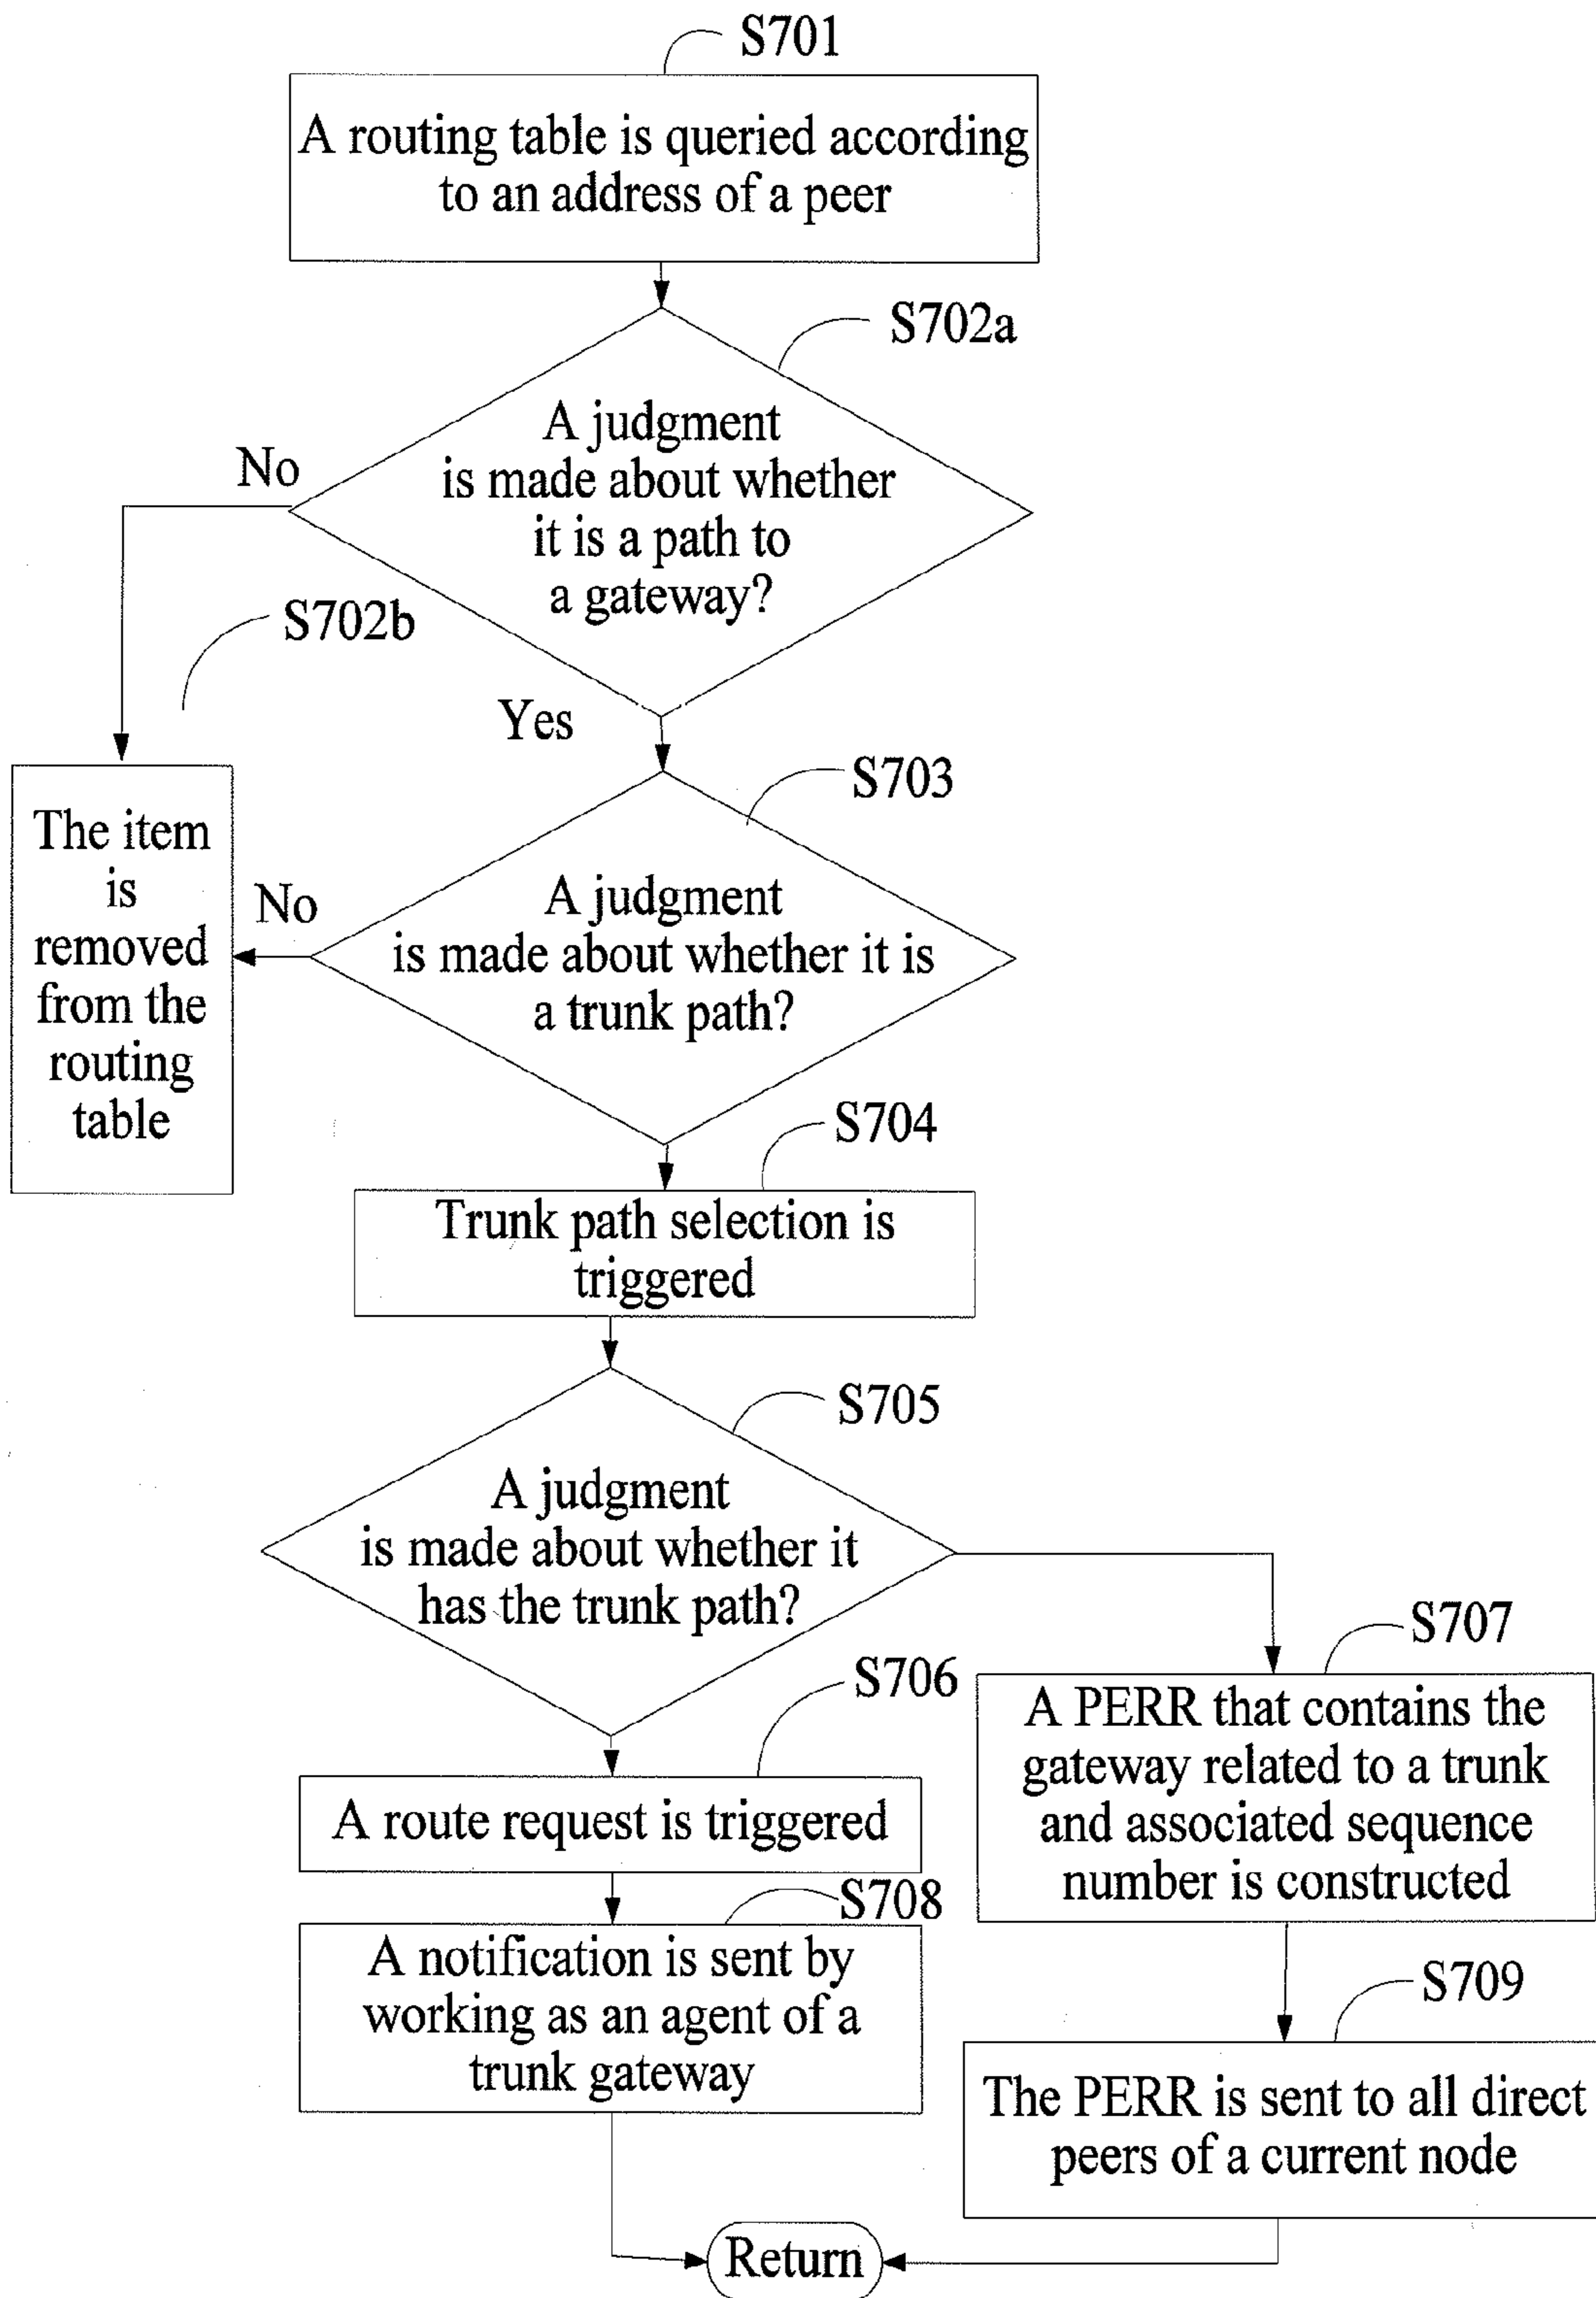 S701
A routing table is queried according
to an address of a peer
S702a
A judgment
is made about whether
it is a path to
a gateway?
No
S702b
Yes
S703
The item
is
removed
from the
routing
table
No
A judgment
is made about whether it is
a trunk path?
S704
Trunk path selection is
triggered
S705
A judgment
is made about whether it
has the trunk path?
S706
A route request is triggered
S707
A PERR that contains the
gateway related to a trunk
and associated sequence
number is constructed
S708
A notification is sent by
working as an agent of a
trunk gateway
S709
The PERR is sent to all direct
peers of a current node
Return